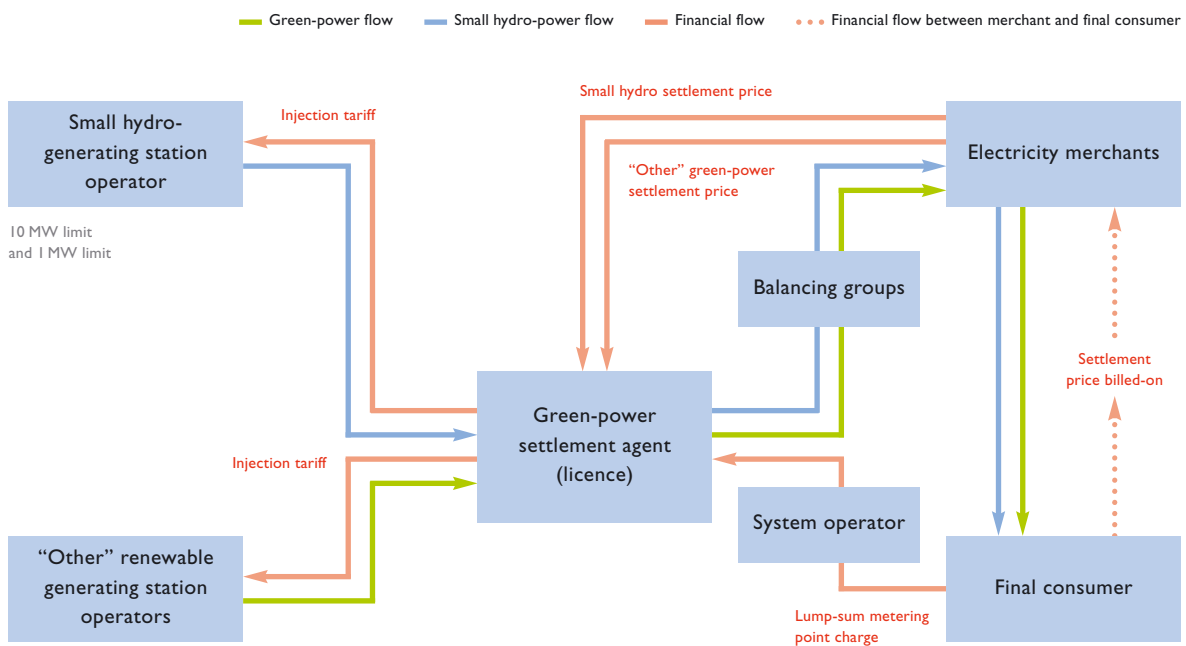 Green-power flow
Small hydro-power flow
Financial flow
Financial flow between merchant and final consumer
Small hydro settlement price
Injection tariff
Small hydro-
generating station
operator
Electricity merchants
“Other” green-power
settlement price
10 MW limit
and 1 MW limit
Balancing groups
Settlement
price billed-on
Green-power
settlement agent
(licence)
Injection tariff
System operator
“Other” renewable
generating station
operators
Final consumer
Lump-sum metering
point charge